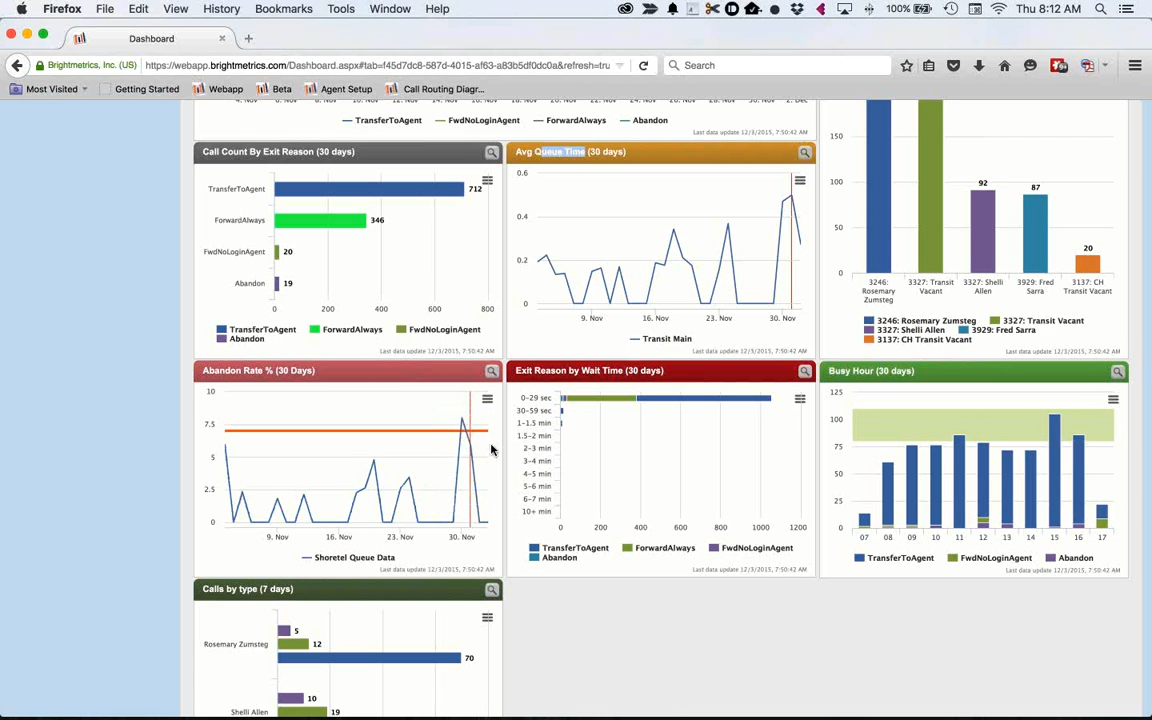 Firefox File Edit View History Bookmarks Tools Window Help 100% Thu 8:12 AM
Dashboard
Brightmetrics, Inc. (US) https://webapp.brightmetrics.com/Dashboard.aspx#tab=f45d7dc8-587d-4015-af63-a83b5df0dc0a&refresh=tru Search
Most Visited Getting Started Webapp Beta Agent Setup Call Routing Diagr...
TransferToAgent FwdNoLoginAgent ForwardAlways Abandon
Last data update 12/3/2015, 7:50:42 AM
Call Count By Exit Reason (30 days)
TransferToAgent 712
ForwardAlways 346
FwdNoLoginAgent 20
Abandon 19
0 200 400 600 800
TransferToAgent ForwardAlways FwdNoLoginAgent
Abandon
Last data update 12/3/2015, 7:50:42 AM
Avg Queue Time (30 days)
0.6
0.4
0.2
0
9. Nov 16. Nov 23. Nov 30. Nov
Transit Main
Last data update 12/3/2015, 7:50:42 AM
150
100
50
0
92
87
20
3246: Rosemary Zumsteg
3327: Transit Vacant
3327: Shelli Allen
3929: Fred Sarra
3137: CH Transit Vacant
3246: Rosemary Zumsteg 3327: Transit Vacant
3327: Shelli Allen 3929: Fred Sarra
3137: CH Transit Vacant
Last data update 12/3/2015, 7:50:42 AM
Abandon Rate % (30 Days)
10
7.5
5
2.5
0
9. Nov 16. Nov 23. Nov 30. Nov
Shoretel Queue Data
Last data update 12/3/2015, 7:50:42 AM
Exit Reason by Wait Time (30 days)
0-29 sec
30-59 sec
1-1.5 min
1.5-2 min
2-3 min
3-4 min
4-5 min
5-6 min
6-7 min
10+ min
0 200 400 600 800 1000 1200
TransferToAgent ForwardAlways FwdNoLoginAgent
Abandon
Last data update 12/3/2015, 7:50:42 AM
Busy Hour (30 days)
125
100
75
50
25
0
07 08 09 10 11 12 13 14 15 16 17
TransferToAgent FwdNoLoginAgent Abandon
Last data update 12/3/2015, 7:50:42 AM
Calls by type (7 days)
5
Rosemary Zumsteg 12
70
10
Shelli Allen 19